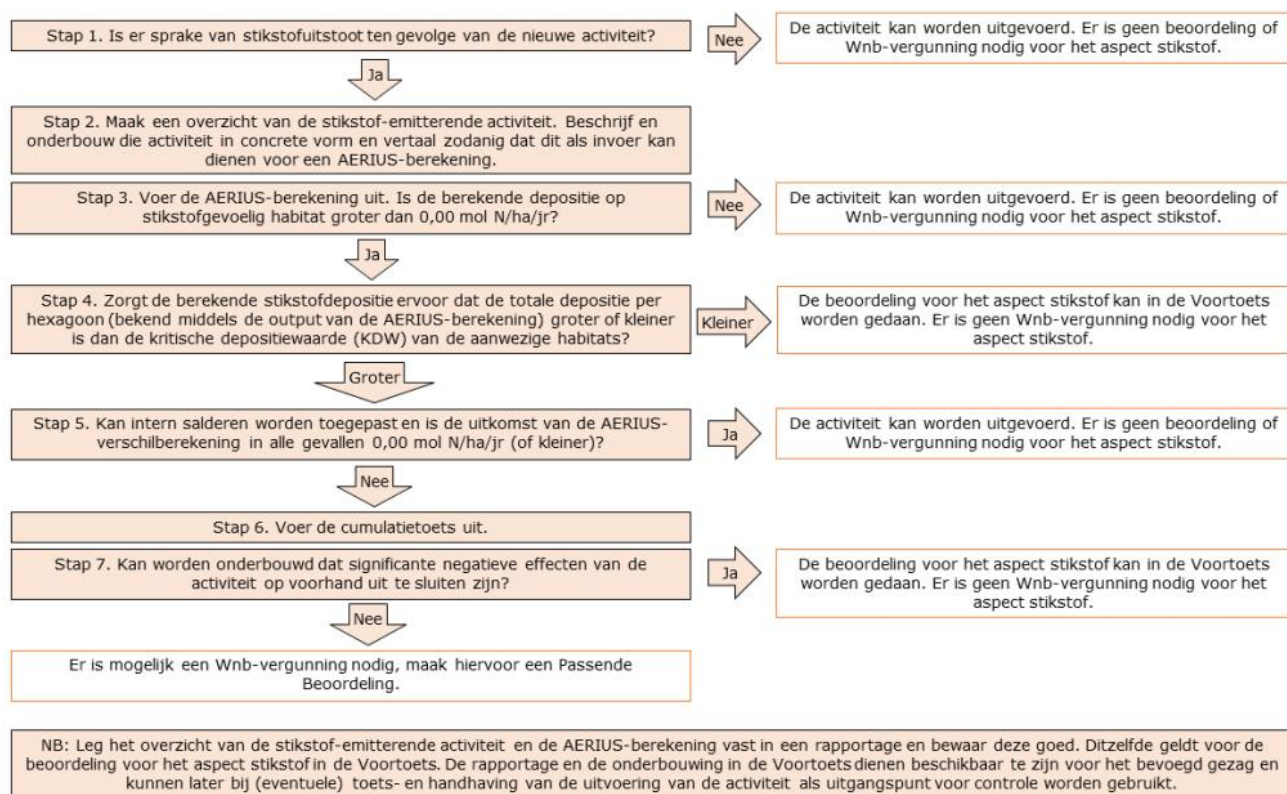 Stap 1. Is er sprake van stikstofuitstoot ten gevolge van de nieuwe activiteit?
Nee
De activiteit kan worden uitgevoerd. Er is geen beoordeling of
Wnb-vergunning nodig voor het aspect stikstof.
Ja
Stap 2. Maak een overzicht van de stikstof-emitterende activiteit. Beschrijf en
onderbouw die activiteit in concrete vorm en vertaal zodanig dat dit als invoer kan
dienen voor een AERIUS-berekening.
Stap 3. Voer de AERIUS-berekening uit. Is de berekende depositie op
stikstofgevoelig habitat groter dan 0,00 mol N/ha/jr?
Nee
De activiteit kan worden uitgevoerd. Er is geen beoordeling of
Wnb-vergunning nodig voor het aspect stikstof.
Ja
Stap 4. Zorgt de berekende stikstofdepositie ervoor dat de totale depositie per
hexagoon (bekend middels de output van de AERIUS-berekening) groter of kleiner
is dan de kritische depositiewaarde (KDW) van de aanwezige habitats?
Kleiner
De beoordeling voor het aspect stikstof kan in de Voortoets
worden gedaan. Er is geen Wnb-vergunning nodig voor het
aspect stikstof.
Groter
Stap 5. Kan intern salderen worden toegepast en is de uitkomst van de AERIUS-
verschilberekening in alle gevallen 0,00 mol N/ha/jr (of kleiner)?
Ja
De activiteit kan worden uitgevoerd. Er is geen beoordeling of
Wnb-vergunning nodig voor het aspect stikstof.
Nee
Stap 6. Voer de cumulatietoets uit.
Stap 7. Kan worden onderbouwd dat significante negatieve effecten van de
activiteit op voorhand uit te sluiten zijn?
Ja
De beoordeling voor het aspect stikstof kan in de Voortoets
worden gedaan. Er is geen Wnb-vergunning nodig voor het
aspect stikstof.
Nee
Er is mogelijk een Wnb-vergunning nodig, maak hiervoor een Passende
Beoordeling.
NB: Leg het overzicht van de stikstof-emitterende activiteit en de AERIUS-berekening vast in een rapportage en bewaar deze goed. Ditzelfde geldt voor de
beoordeling voor het aspect stikstof in de Voortoets. De rapportage en de onderbouwing in de Voortoets dienen beschikbaar te zijn voor het bevoegd gezag en
kunnen later bij (eventuele) toets- en handhaving van de uitvoering van de activiteit als uitgangspunt voor controle worden gebruikt.